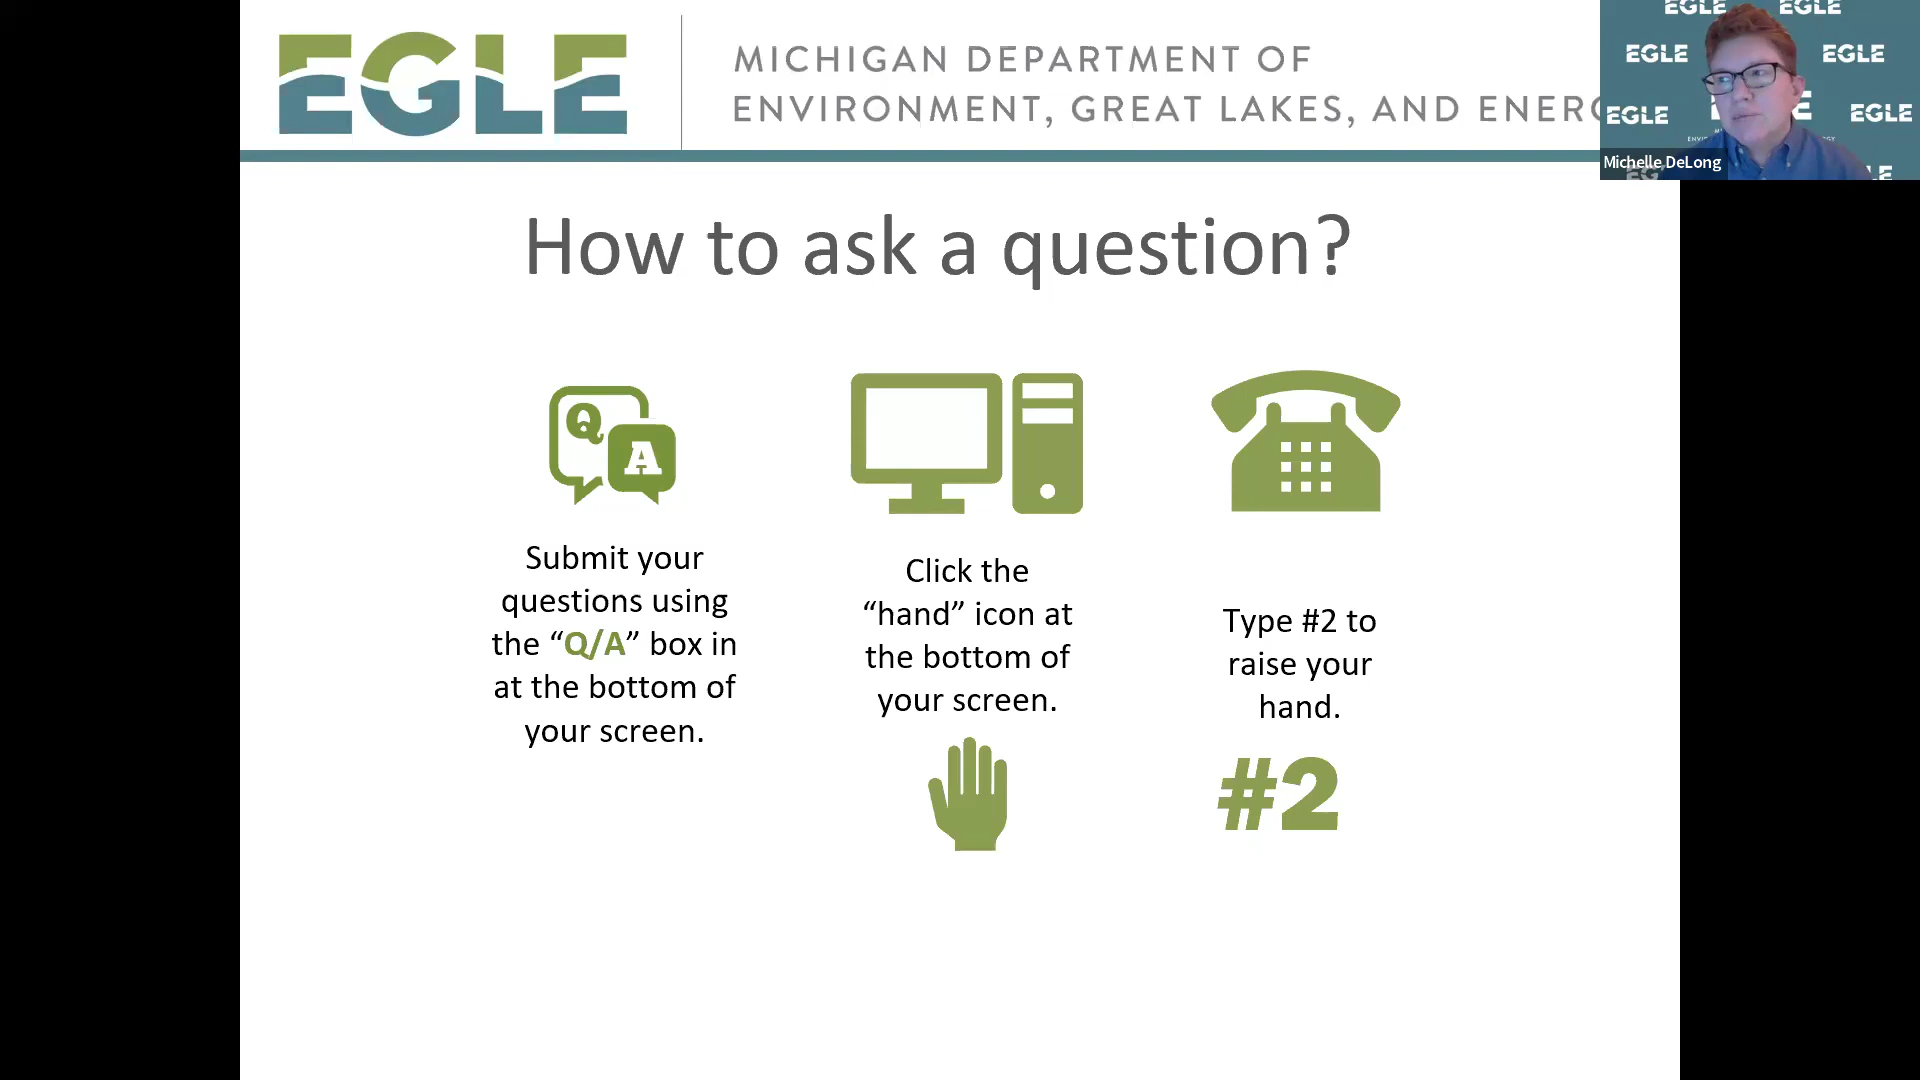 EGLE
MICHIGAN DEPARTMENT OF
ENVIRONMENT, GREAT LAKES, AND ENERG
EGLE EGLE
EGLE EGLE
EGLE EGLE
Michelle DeLong
How to ask a question?
Q
A
Submit your
questions using
the “Q/A” box in
at the bottom of
your screen.
Click the
“hand” icon at
the bottom of
your screen.
Type #2 to
raise your
hand.
#2